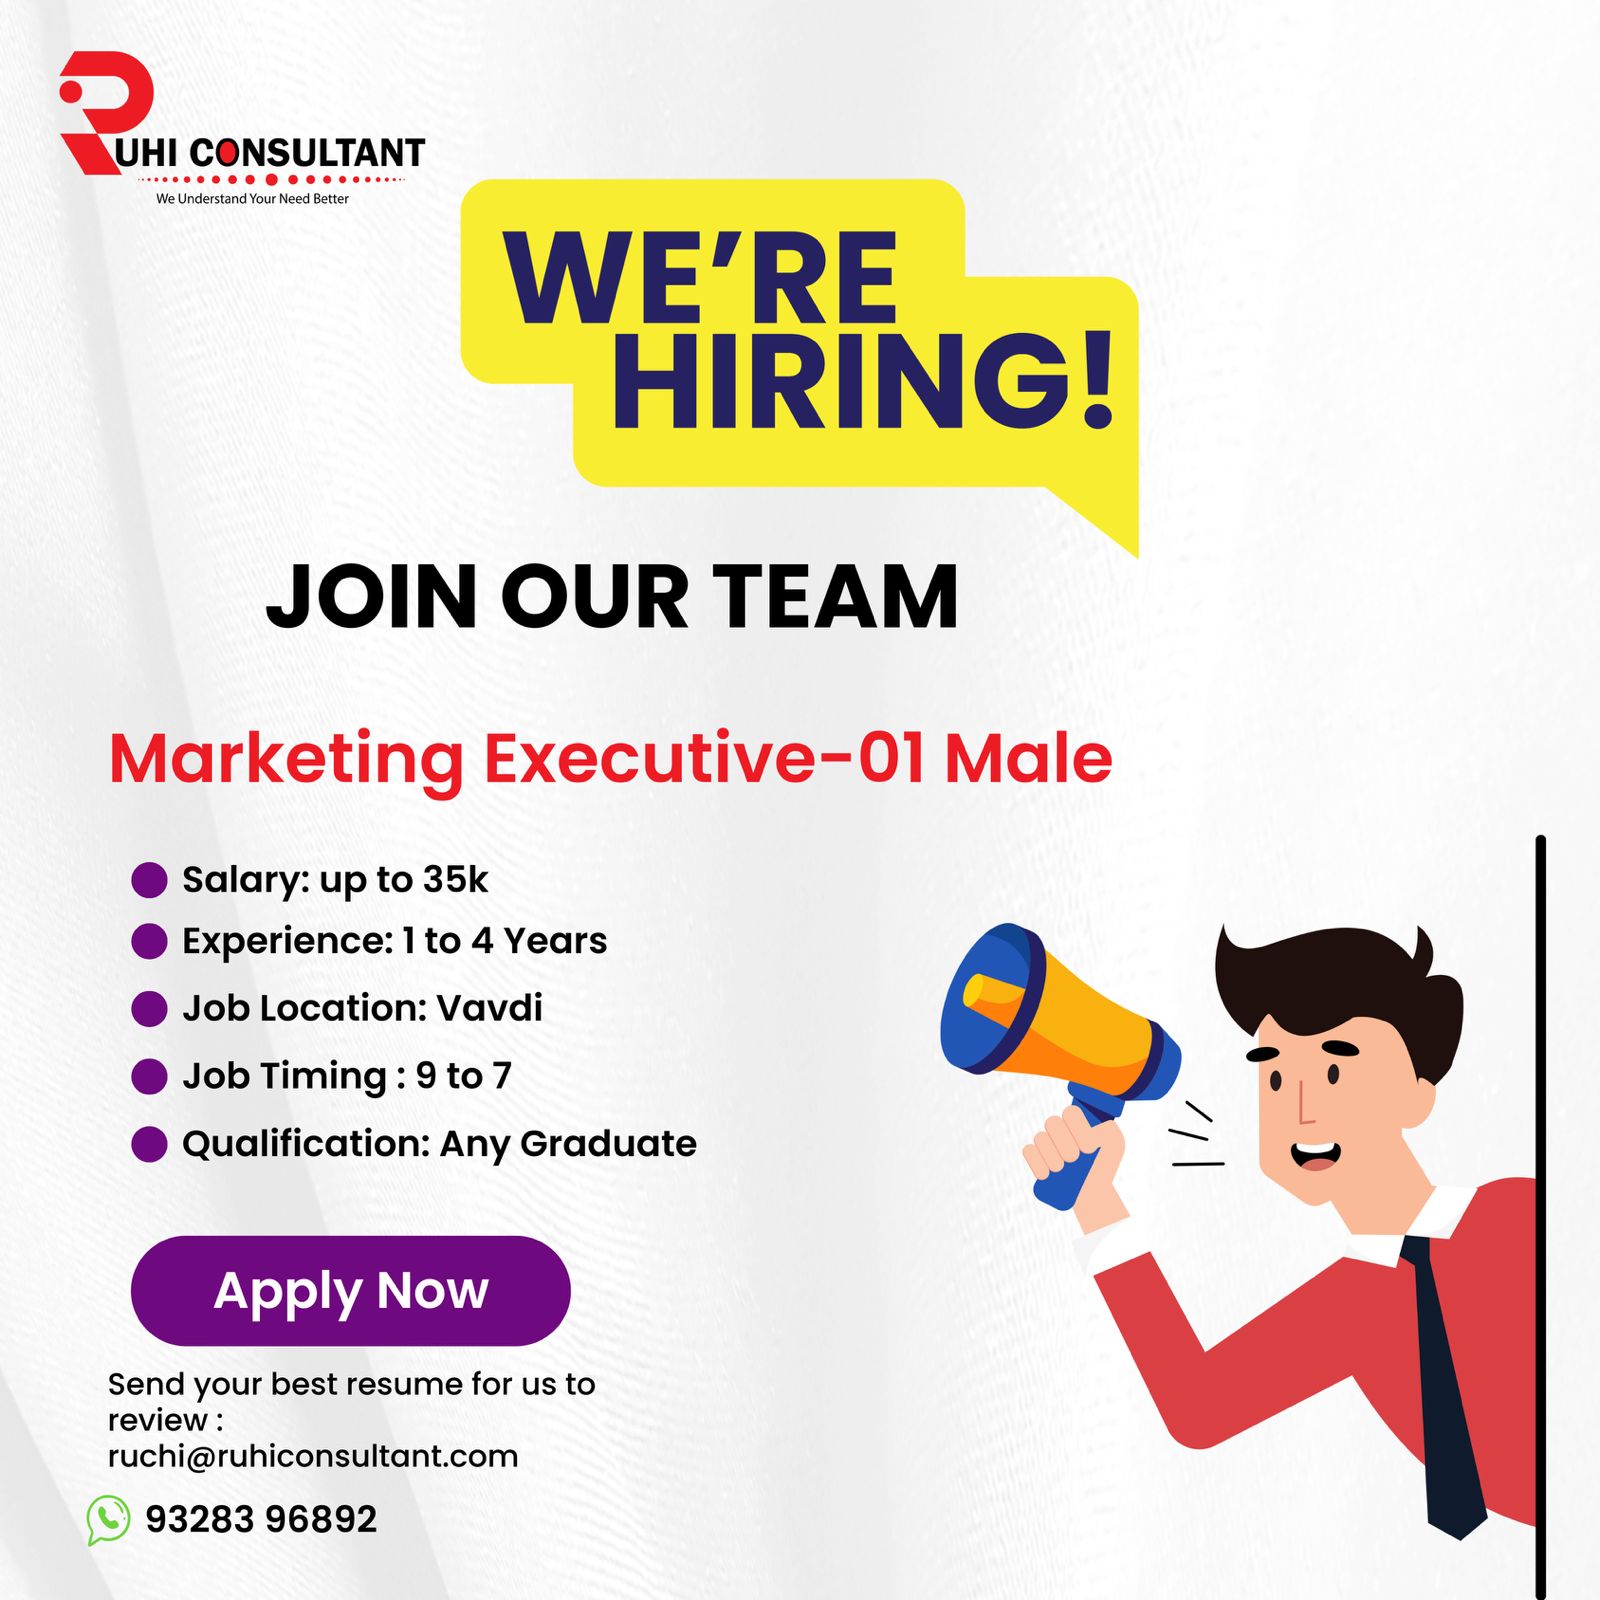 RUHI CONSULTANT
We Understand Your Need Better
WE'RE
HIRING!
JOIN OUR TEAM
Marketing Executive-01 Male
Salary: up to 35k
Experience: 1 to 4 Years
Job Location: Vavdi
Job Timing : 9 to 7
Qualification: Any Graduate
Apply Now
Send your best resume for us to
review :
ruchi@ruhiconsultant.com
93283 96892